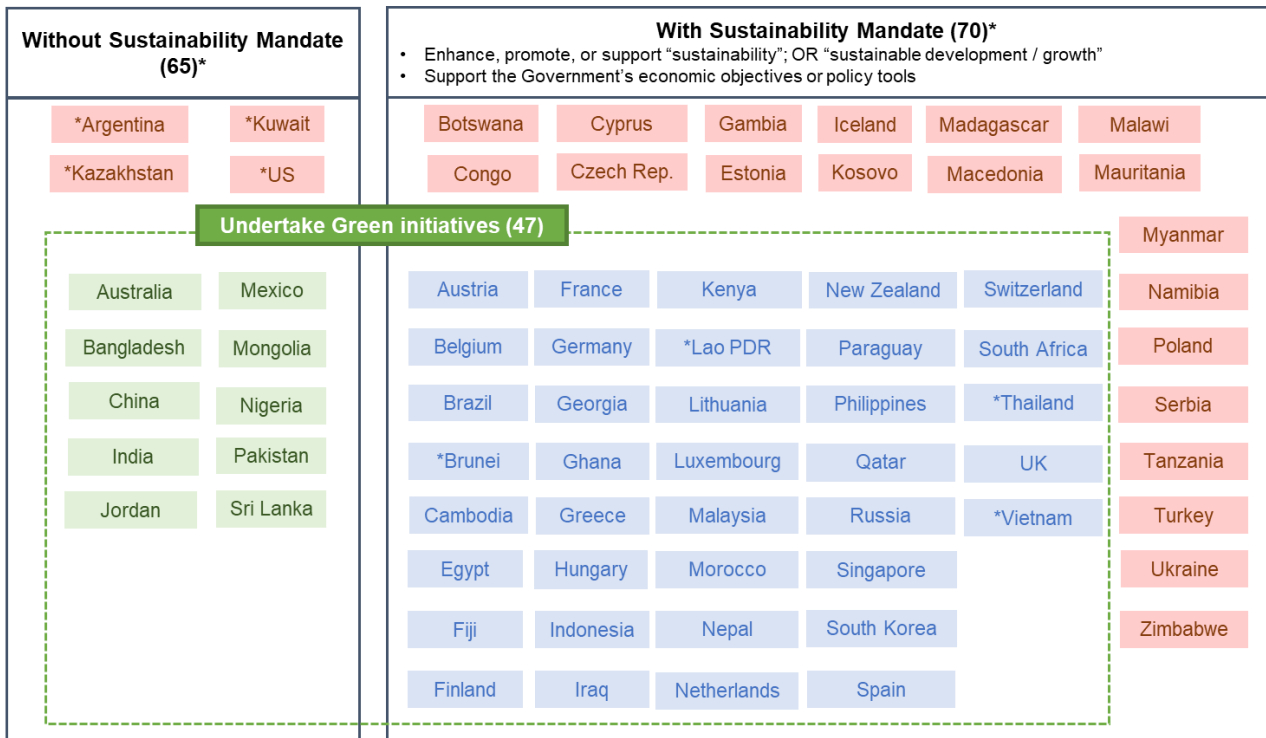 Without Sustainability Mandate
(65)*
With Sustainability Mandate (70)*
• Enhance, promote, or support “sustainability”; OR “sustainable development / growth”
• Support the Government’s economic objectives or policy tools
*Argentina *Kuwait
*Kazakhstan *US
Botswana Cyprus Gambia Iceland Madagascar Malawi
Congo Czech Rep. Estonia Kosovo Macedonia Mauritania
Undertake Green initiatives (47)
Australia Mexico
Bangladesh Mongolia
China Nigeria
India Pakistan
Jordan Sri Lanka
Austria France Kenya New Zealand Switzerland
Belgium Germany *Lao PDR Paraguay South Africa
Brazil Georgia Lithuania Philippines *Thailand
*Brunei Ghana Luxembourg Qatar UK
Cambodia Greece Malaysia Russia *Vietnam
Egypt Hungary Morocco Singapore
Fiji Indonesia Nepal South Korea
Finland Iraq Netherlands Spain
Myanmar
Namibia
Poland
Serbia
Tanzania
Turkey
Ukraine
Zimbabwe